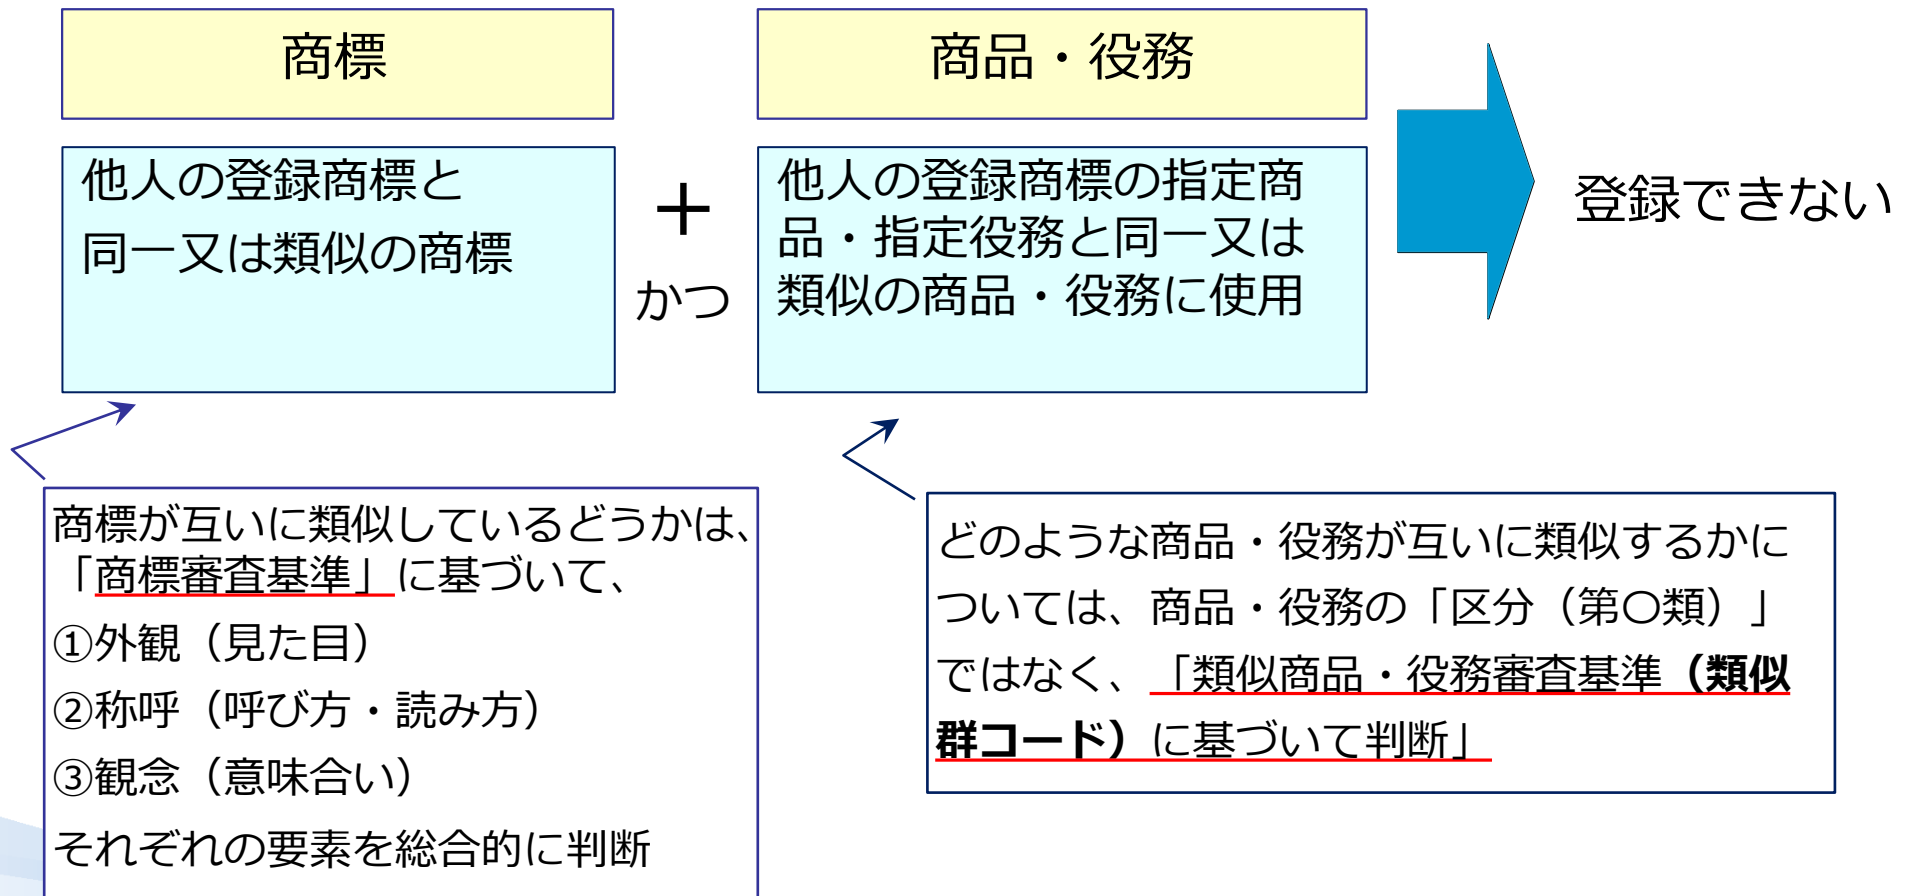 商標
商品・役務
他人の登録商標と
同一又は類似の商標
＋
かつ
他人の登録商標の指定商
品・指定役務と同一又は
類似の商品・役務に使用
登録できない
商標が互いに類似しているどうかは、
「商標審査基準」に基づいて、
①外観（見た目）
②称呼（呼び方・読み方）
③観念（意味合い）
それぞれの要素を総合的に判断
どのような商品・役務が互いに類似するかに
ついては、商品・役務の「区分（第〇類）」
ではなく、「類似商品・役務審査基準（類似
群コード）に基づいて判断」